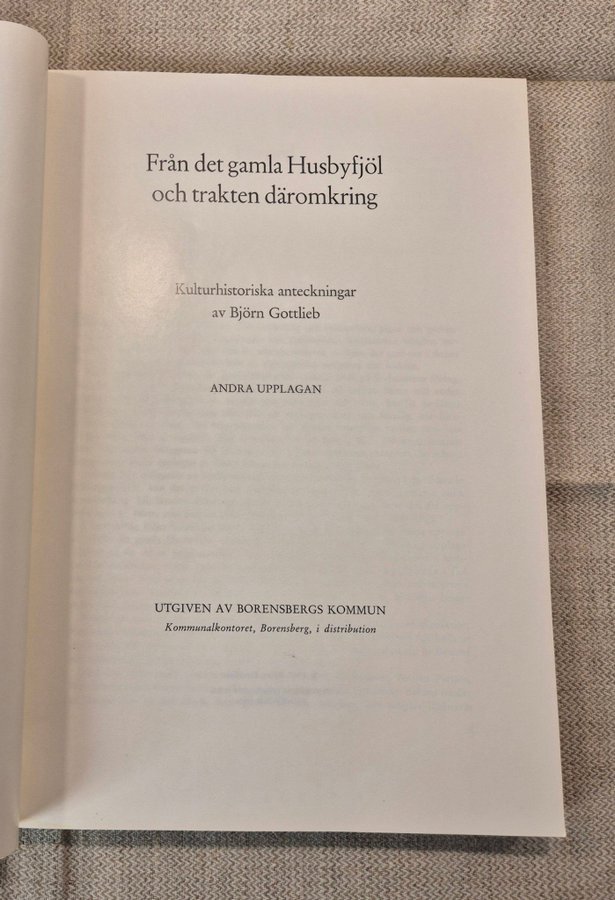 Från det gamla Husbyfjöl
och trakten däromkring
Kulturhistoriska anteckningar
av Björn Gottlieb
ANDRA UPPLAGAN
UTGIVEN AV BORENSBERGS KOMMUN
Kommunalkontoret, Borensberg, i distribution